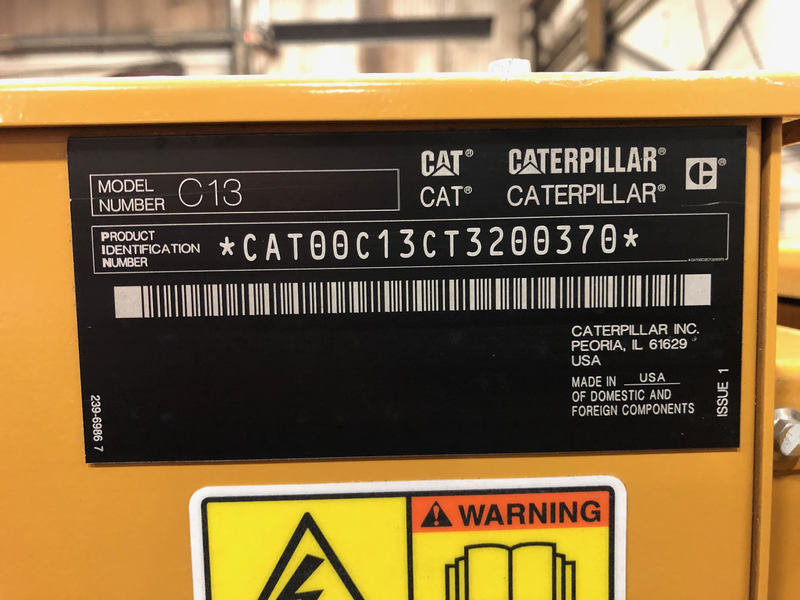 CAT® CATERPILLAR®
CAT® CATERPILLAR®
MODEL NUMBER C13
PRODUCT IDENTIFICATION NUMBER *CAT00C13CT3200370*
CATERPILLAR INC.
PEORIA, IL 61629
USA
MADE IN USA
OF DOMESTIC AND
FOREIGN COMPONENTS
ISSUE 1
239-6986 7
WARNING